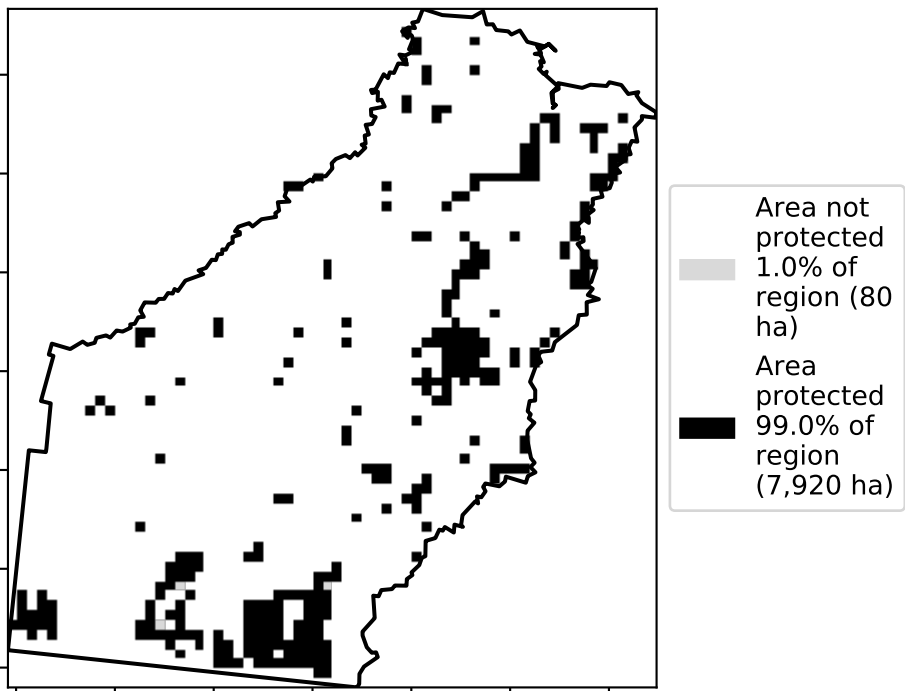 Area not
protected
1.0% of
region (80
ha)
Area
protected
99.0% of
region
(7,920 ha)